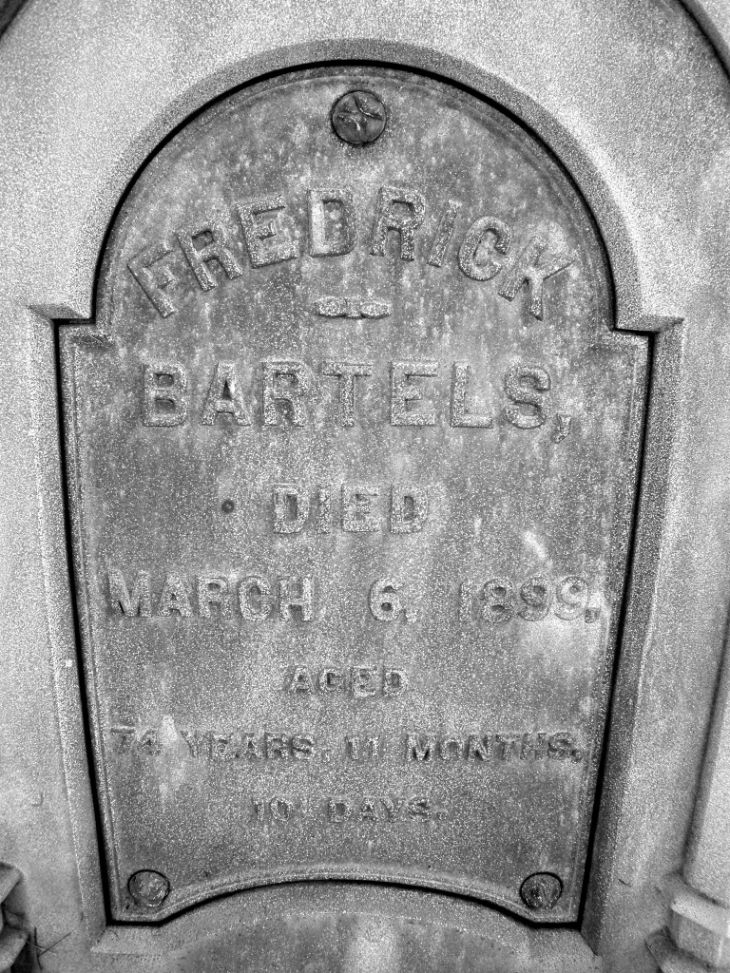 FREDRICK
BARTELS,
DIED
MARCH 6, 1899,
AGED
74 YEARS, 11 MONTHS,
10 DAYS.